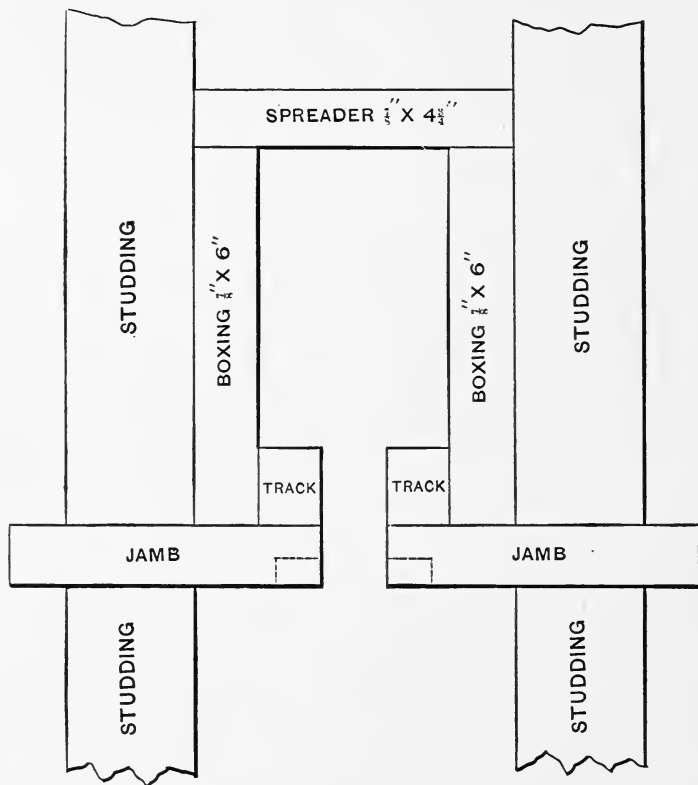 SPREADER ⅞" X 4¾"
STUDDING
BOXING ⅞" X 6"
BOXING ⅞" X 6"
STUDDING
TRACK
TRACK
JAMB
JAMB
STUDDING
STUDDING